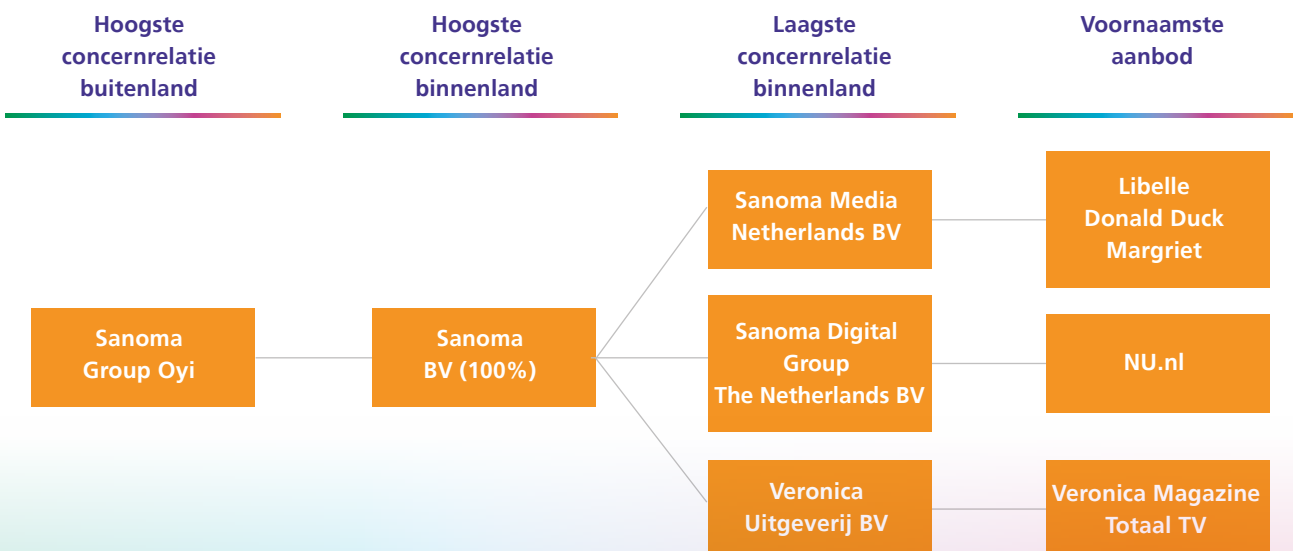 Hoogste
concernrelatie
buitenland
Hoogste
concernrelatie
binnenland
Laagste
concernrelatie
binnenland
Voornaamste
aanbod
Sanoma
Group Oyi
Sanoma
BV (100%)
Sanoma Media
Netherlands BV
Libelle
Donald Duck
Margriet
Sanoma Digital
Group
The Netherlands BV
NU.nl
Veronica
Uitgeverij BV
Veronica Magazine
Totaal TV